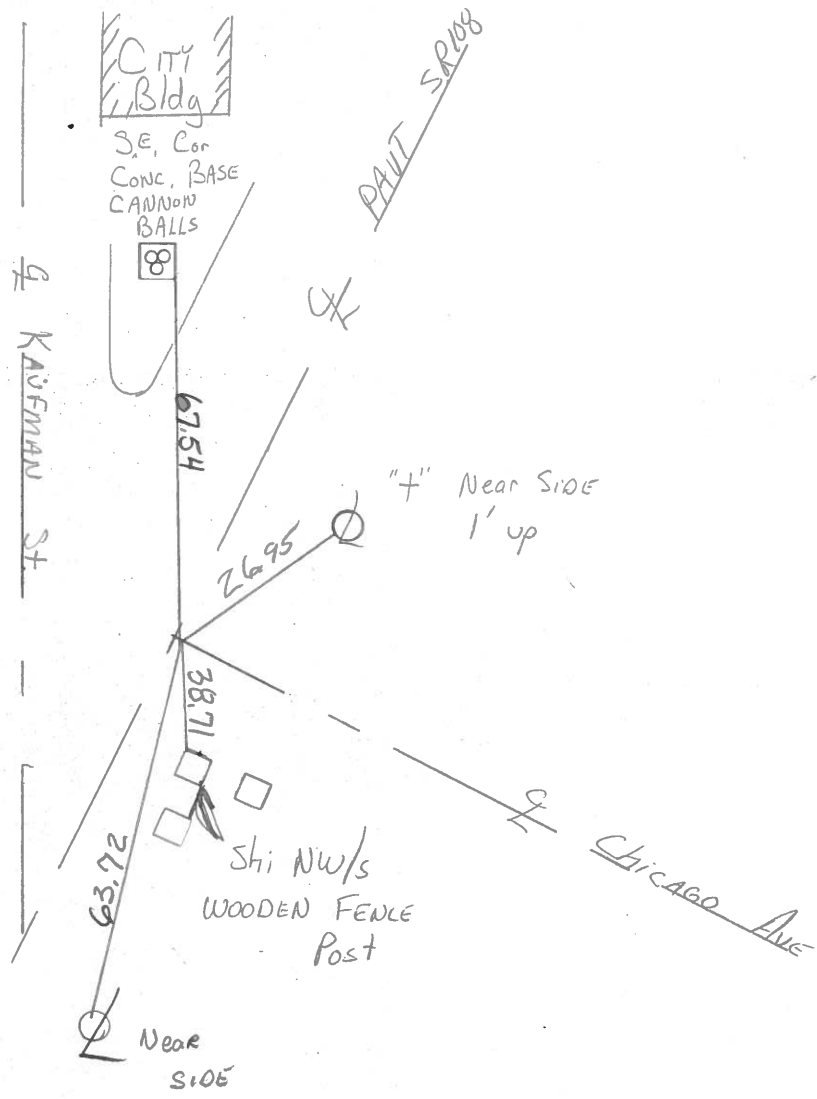 CITY
Bldg
S.E. Cor
CONC. BASE
CANNON
BALLS
PAVT SR108
℄
℄ KAUFMAN St.
67.54
"+" Near SIDE
1' up
26.95
38.71
℄ CHICAGO AVE
63.72
Shi NW/s
WOODEN FENCE
Post
Near
SIDE